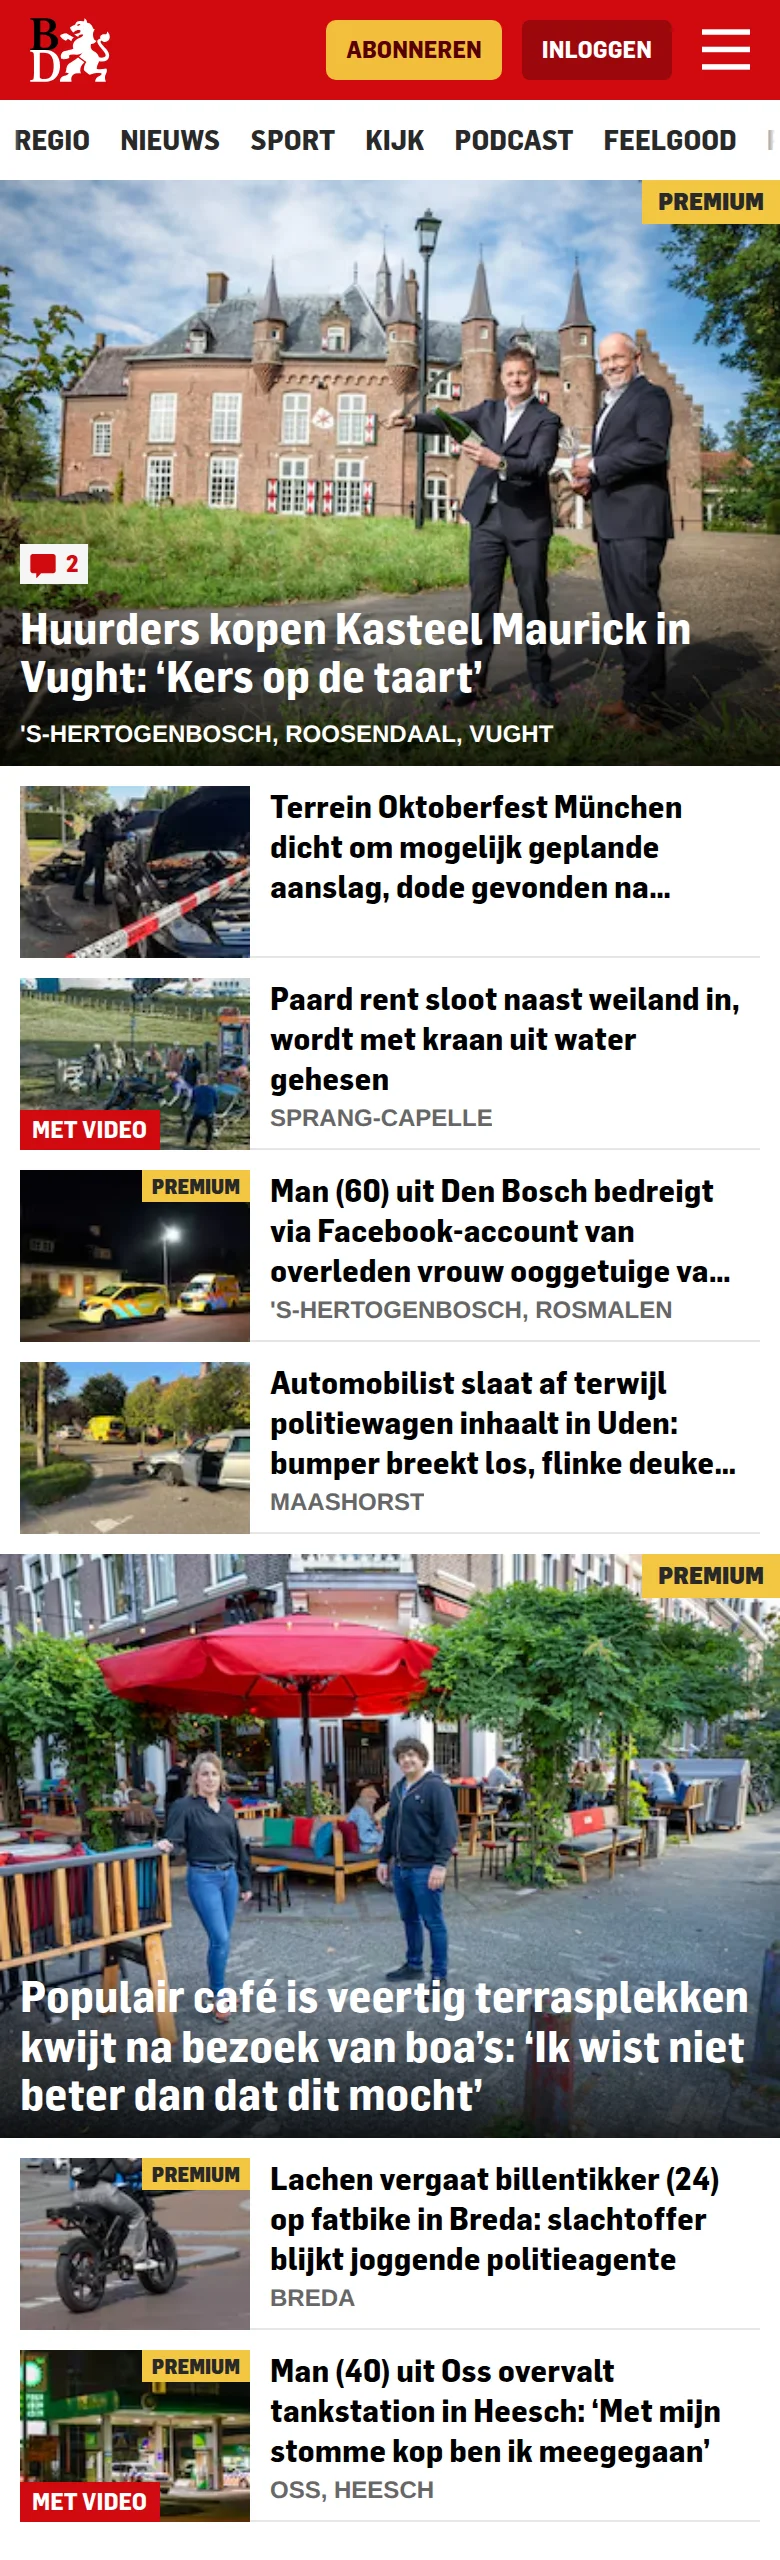 B
D
ABONNEREN
INLOGGEN
REGIO NIEUWS SPORT KIJK PODCAST FEELGOOD
PREMIUM
2
Huurders kopen Kasteel Maurick in
Vught: ‘Kers op de taart’
'S-HERTOGENBOSCH, ROOSENDAAL, VUGHT
Terrein Oktoberfest München
dicht om mogelijk geplande
aanslag, dode gevonden na...
Paard rent sloot naast weiland in,
wordt met kraan uit water
gehesen
SPRANG-CAPELLE
MET VIDEO
PREMIUM
Man (60) uit Den Bosch bedreigt
via Facebook-account van
overleden vrouw ooggetuige va...
'S-HERTOGENBOSCH, ROSMALEN
Automobilist slaat af terwijl
politiewagen inhaalt in Uden:
bumper breekt los, flinke deuke...
MAASHORST
PREMIUM
Populair café is veertig terrasplekken
kwijt na bezoek van boa’s: ‘Ik wist niet
beter dan dat dit mocht’
PREMIUM
Lachen vergaat billentikker (24)
op fatbike in Breda: slachtoffer
blijkt joggende politieagente
BREDA
PREMIUM
Man (40) uit Oss overvalt
tankstation in Heesch: ‘Met mijn
stomme kop ben ik meegegaan’
OSS, HEESCH
MET VIDEO